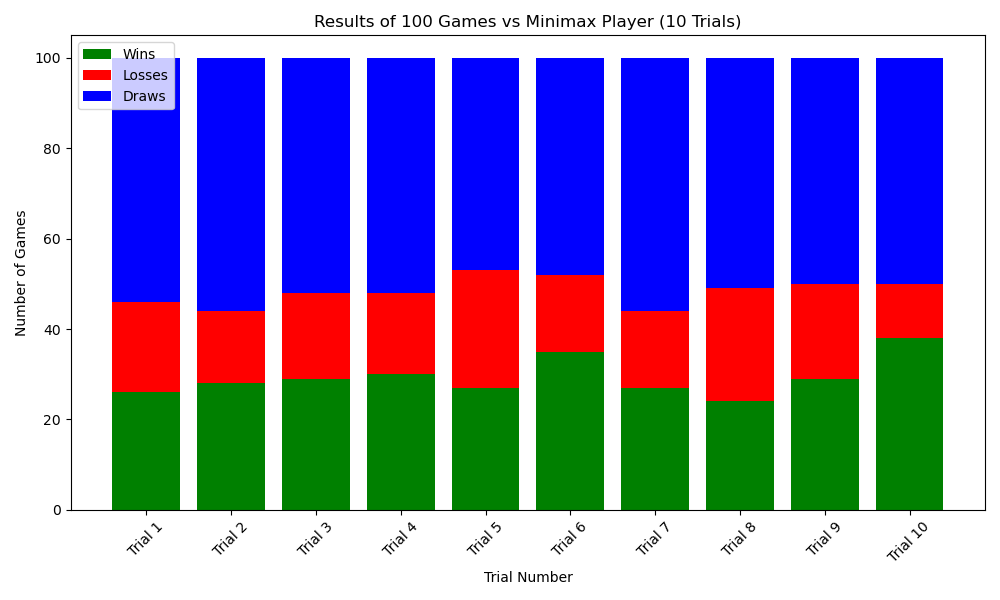 Results of 100 Games vs Minimax Player (10 Trials)
Wins
Losses
Draws
Number of Games
100
80
60
40
20
0
Trial 1
Trial 2
Trial 3
Trial 4
Trial 5
Trial 6
Trial 7
Trial 8
Trial 9
Trial 10
Trial Number